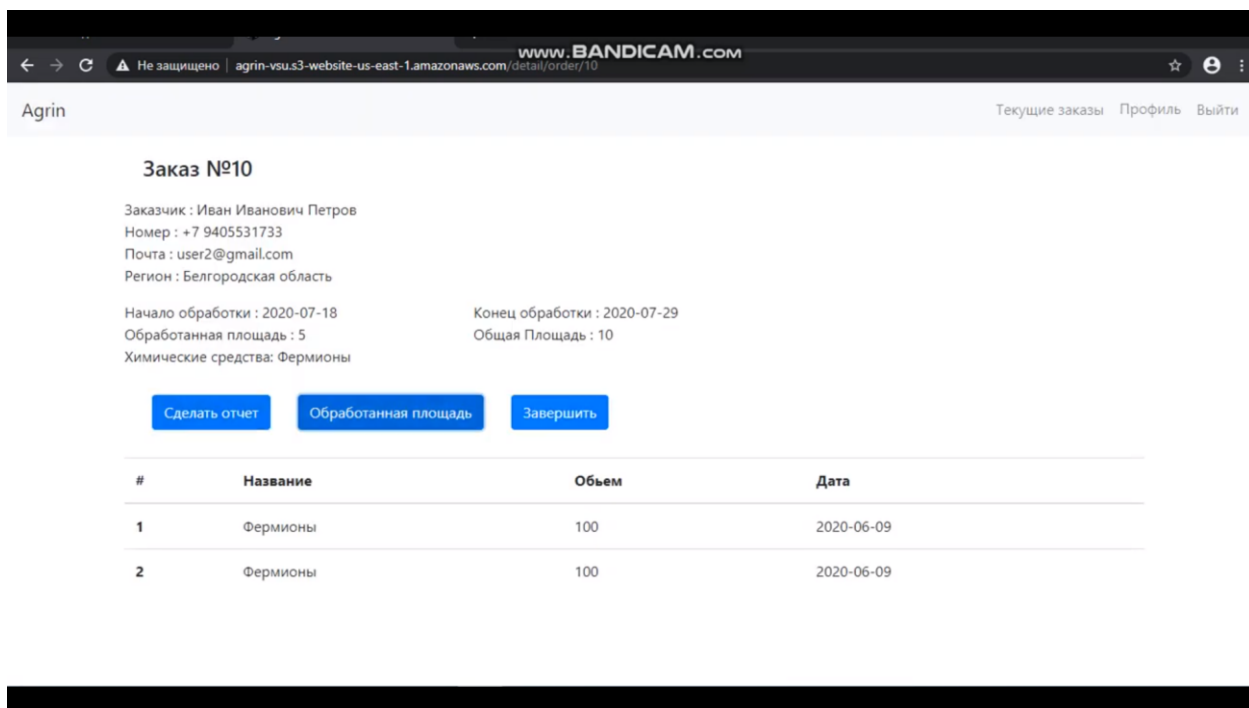 www.BANDICAM.com
Не защищено | agrin-vsu.s3-website-us-east-1.amazonaws.com/detail/order/10
Agrin
Текущие заказы Профиль Выйти
Заказ №10
Заказчик : Иван Иванович Петров
Номер : +7 9405531733
Почта : user2@gmail.com
Регион : Белгородская область
Начало обработки : 2020-07-18 Конец обработки : 2020-07-29
Обработанная площадь : 5 Общая Площадь : 10
Химические средства: Фермионы
Сделать отчет Обработанная площадь Завершить
# Название Обьем Дата
1 Фермионы 100 2020-06-09
2 Фермионы 100 2020-06-09